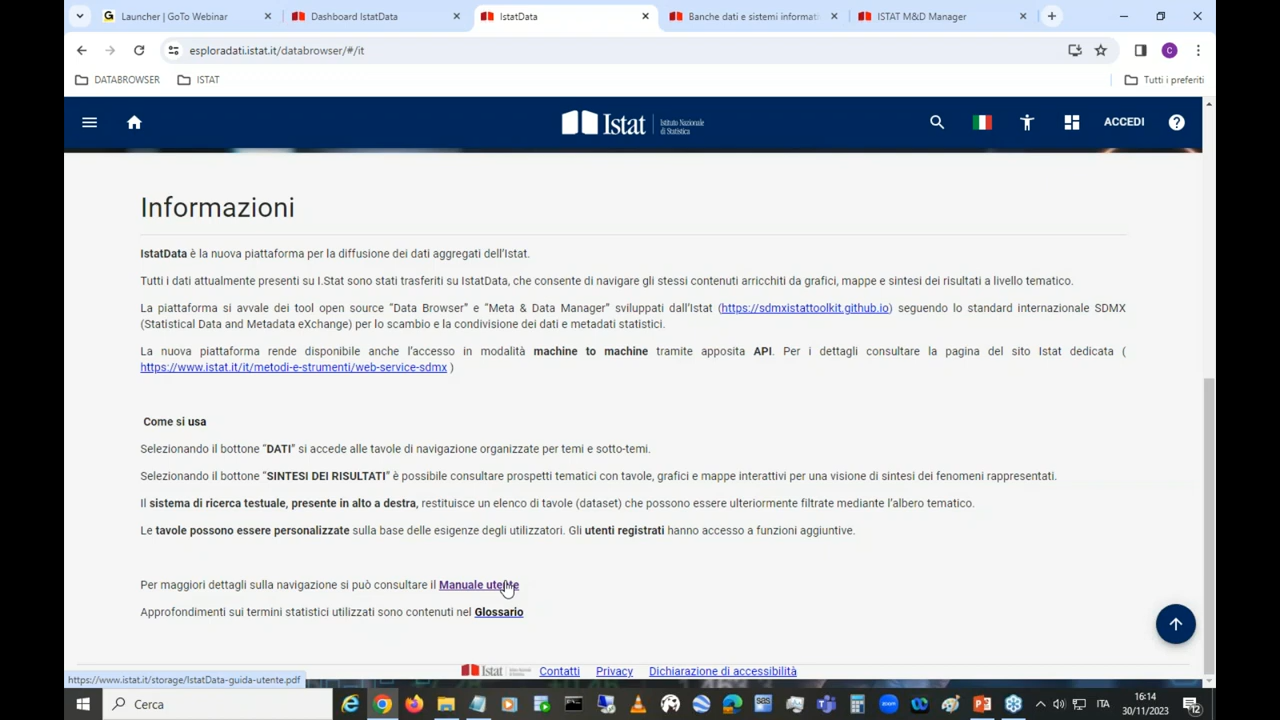 Launcher | GoTo Webinar
Dashboard IstatData
IstatData
Banche dati e sistemi informat
ISTAT M&D Manager
esploradati.istat.it/databrowser/#/it
DATABROWSER
ISTAT
Tutti i preferiti
Istat
Istituto Nazionale
di Statistica
ACCEDI
Informazioni
IstatData è la nuova piattaforma per la diffusione dei dati aggregati dell'Istat.
Tutti i dati attualmente presenti su I.Stat sono stati trasferiti su IstatData, che consente di navigare gli stessi contenuti arricchiti da grafici, mappe e sintesi dei risultati a livello tematico.
La piattaforma si avvale dei tool open source "Data Browser" e "Meta & Data Manager" sviluppati dall'Istat (https://sdmxistattoolkit.github.io) seguendo lo standard internazionale SDMX
(Statistical Data and Metadata eXchange) per lo scambio e la condivisione dei dati e metadati statistici.
La nuova piattaforma rende disponibile anche l'accesso in modalità machine to machine tramite apposita API. Per i dettagli consultare la pagina del sito Istat dedicata (
https://www.istat.it/it/metodi-e-strumenti/web-service-sdmx )
Come si usa
Selezionando il bottone "DATI" si accede alle tavole di navigazione organizzate per temi e sotto-temi.
Selezionando il bottone "SINTESI DEI RISULTATI" è possibile consultare prospetti tematici con tavole, grafici e mappe interattivi per una visione di sintesi dei fenomeni rappresentati.
Il sistema di ricerca testuale, presente in alto a destra, restituisce un elenco di tavole (dataset) che possono essere ulteriormente filtrate mediante l'albero tematico.
Le tavole possono essere personalizzate sulla base delle esigenze degli utilizzatori. Gli utenti registrati hanno accesso a funzioni aggiuntive.
Per maggiori dettagli sulla navigazione si può consultare il Manuale utente
Approfondimenti sui termini statistici utilizzati sono contenuti nel Glossario
Istat
Contatti
Privacy
Dichiarazione di accessibilità
https://www.istat.it/storage/IstatData-guida-utente.pdf
Cerca
ITA
16:14
30/11/2023